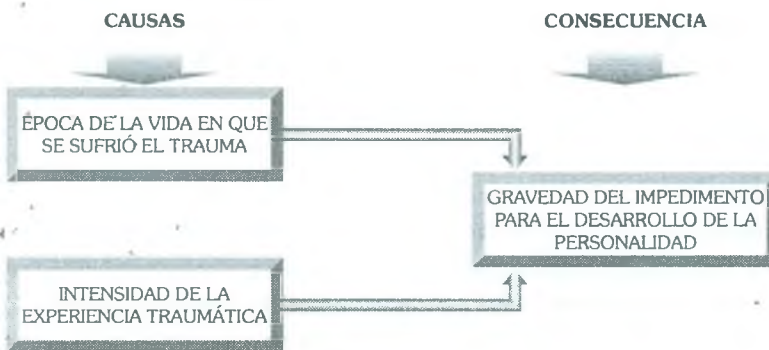 CAUSAS
CONSECUENCIA
ÉPOCA DE LA VIDA EN QUE
SE SUFRIÓ EL TRAUMA
GRAVEDAD DEL IMPEDIMENTO
PARA EL DESARROLLO DE LA
PERSONALIDAD
INTENSIDAD DE LA
EXPERIENCIA TRAUMÁTICA